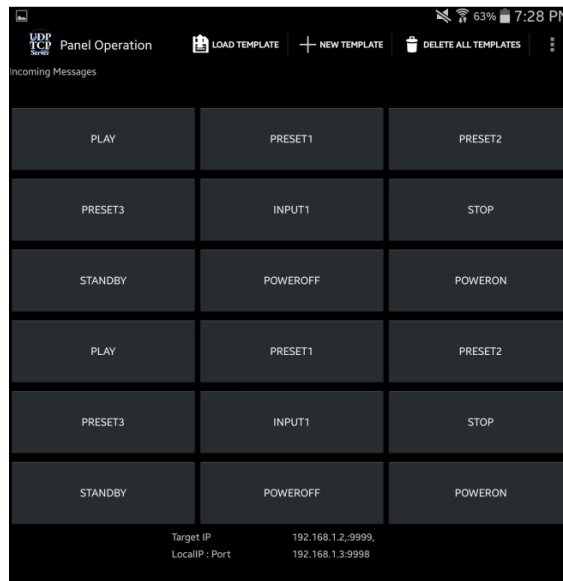 63% 7:28 PM
UDP TCP Server Panel Operation LOAD TEMPLATE NEW TEMPLATE DELETE ALL TEMPLATES
Incoming Messages
PLAY PRESET1 PRESET2
PRESET3 INPUT1 STOP
STANDBY POWEROFF POWERON
PLAY PRESET1 PRESET2
PRESET3 INPUT1 STOP
STANDBY POWEROFF POWERON
Target IP 192.168.1.2,:9999,
LocalIP : Port 192.168.1.3:9998